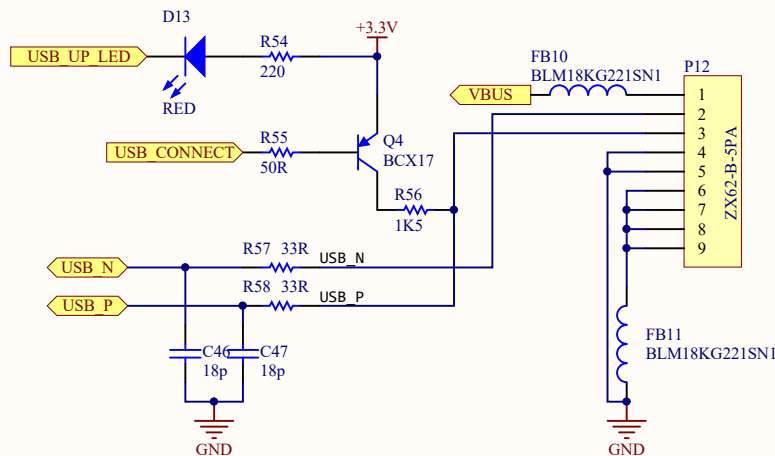 D13
USB_UP_LED
R54
220
RED
+3.3V
FB10
BLM18KG221SN1
VBUS
P12
1
2
3
4
5
6
7
8
9
ZX62-B-5PA
USB_CONNECT
R55
50R
Q4
BCX17
R56
1K5
R57 33R
USB_N
USB_N
R58 33R
USB_P
USB_P
C46
18p
C47
18p
GND
FB11
BLM18KG221SN1
GND